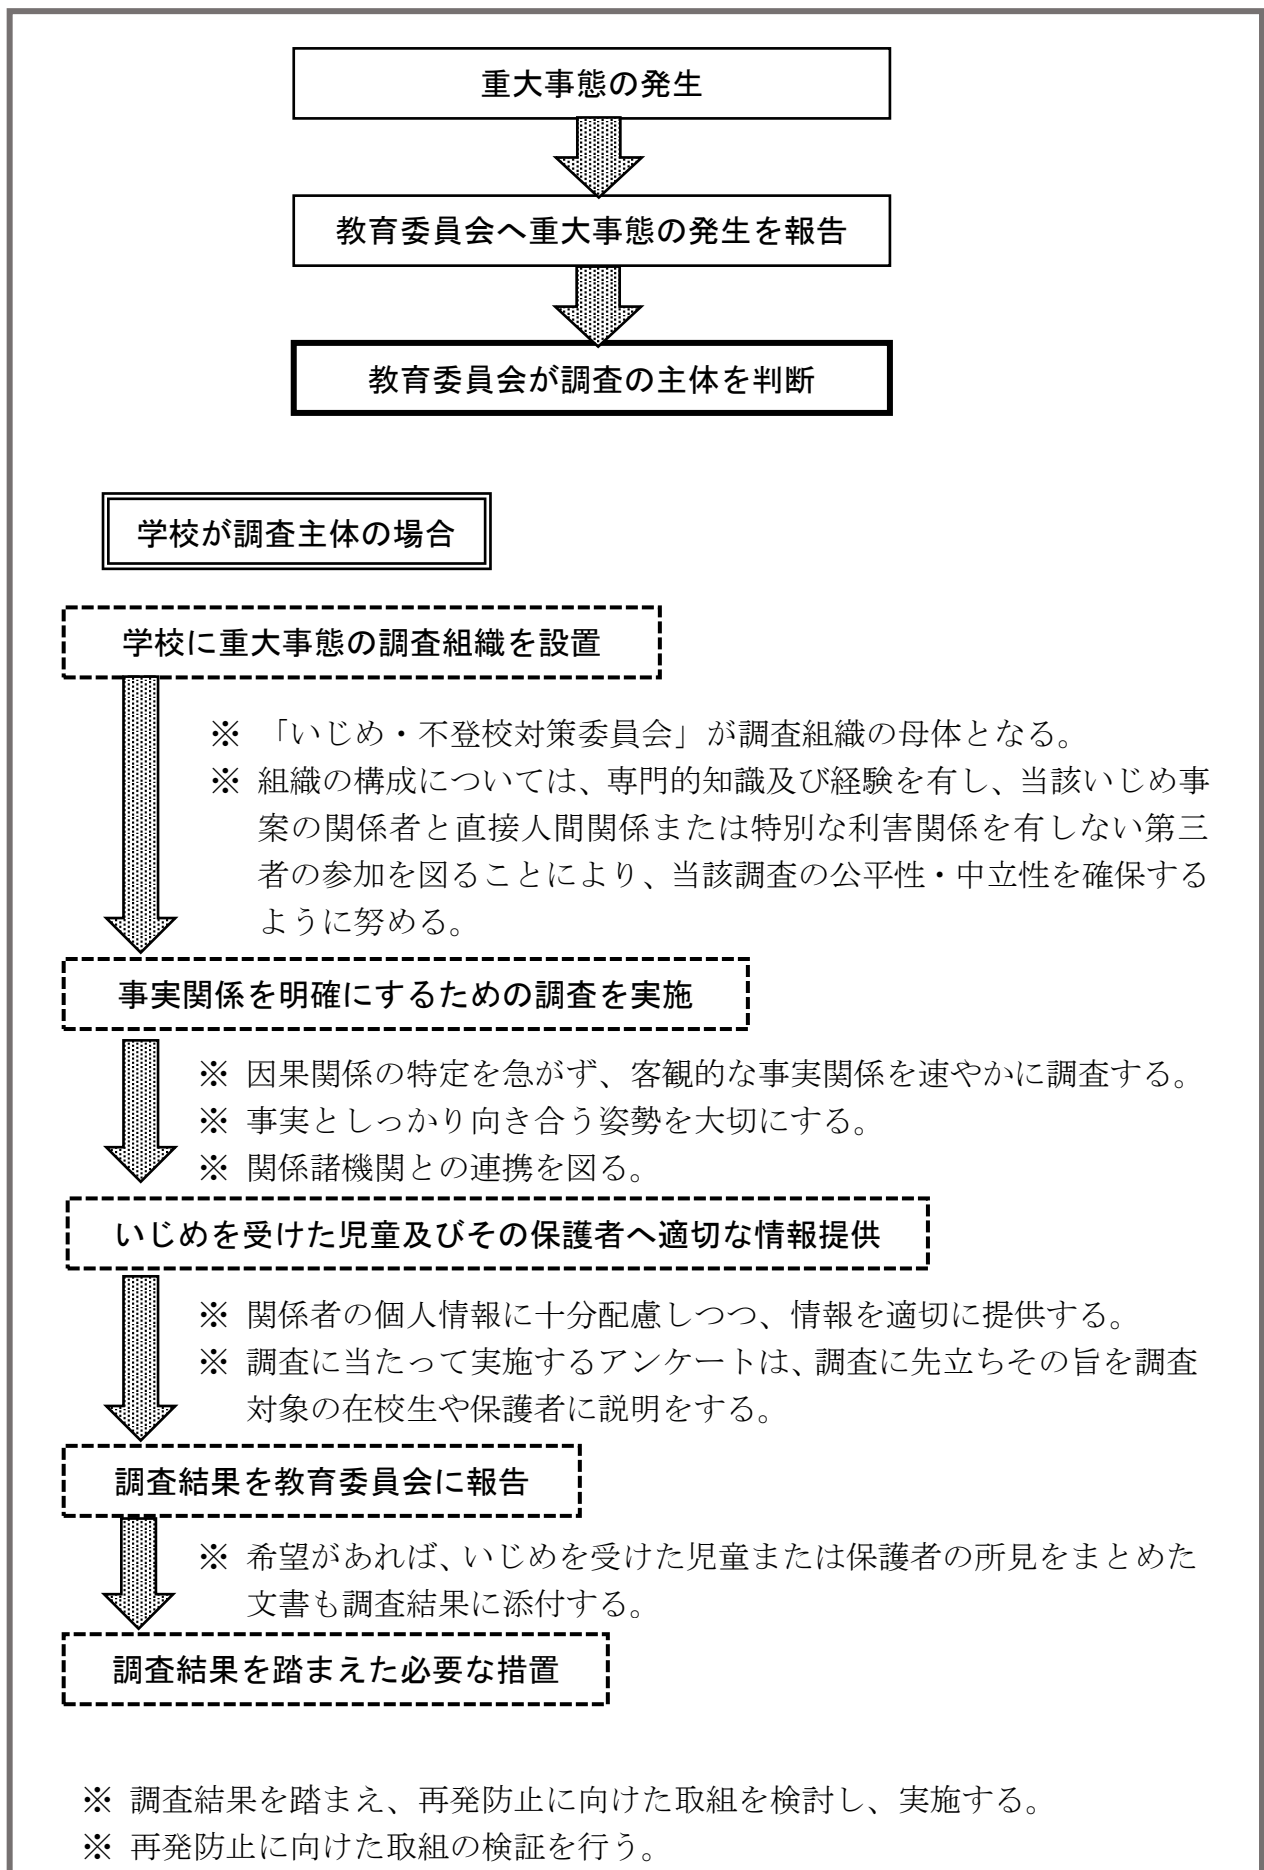 重大事態の発生
教育委員会へ重大事態の発生を報告
教育委員会が調査の主体を判断
学校が調査主体の場合
学校に重大事態の調査組織を設置
※ 「いじめ・不登校対策委員会」が調査組織の母体となる。
※ 組織の構成については、専門的知識及び経験を有し、当該いじめ事
案の関係者と直接人間関係または特別な利害関係を有しない第三
者の参加を図ることにより、当該調査の公平性・中立性を確保する
ように努める。
事実関係を明確にするための調査を実施
※ 因果関係の特定を急がず、客観的な事実関係を速やかに調査する。
※ 事実としっかり向き合う姿勢を大切にする。
※ 関係諸機関との連携を図る。
いじめを受けた児童及びその保護者へ適切な情報提供
※ 関係者の個人情報に十分配慮しつつ、情報を適切に提供する。
※ 調査に当たって実施するアンケートは、調査に先立ちその旨を調査
対象の在校生や保護者に説明をする。
調査結果を教育委員会に報告
※ 希望があれば、いじめを受けた児童または保護者の所見をまとめた
文書も調査結果に添付する。
調査結果を踏まえた必要な措置
※ 調査結果を踏まえ、再発防止に向けた取組を検討し、実施する。
※ 再発防止に向けた取組の検証を行う。